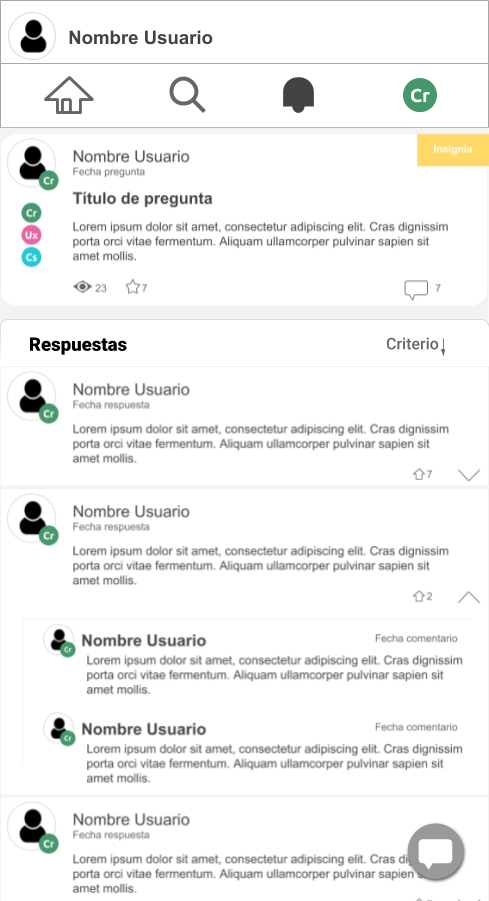 Nombre Usuario
Cr
Nombre Usuario
Insignia
Fecha pregunta
Cr
Título de pregunta
Cr
Ux
Cs
Lorem ipsum dolor sit amet, consectetur adipiscing elit. Cras dignissim
porta orci vitae fermentum. Aliquam ullamcorper pulvinar sapien sit
amet mollis.
23
7
7
Respuestas
Criterio
Nombre Usuario
Fecha respuesta
Cr
Lorem ipsum dolor sit amet, consectetur adipiscing elit. Cras dignissim
porta orci vitae fermentum. Aliquam ullamcorper pulvinar sapien sit
amet mollis.
7
Nombre Usuario
Fecha respuesta
Cr
Lorem ipsum dolor sit amet, consectetur adipiscing elit. Cras dignissim
porta orci vitae fermentum. Aliquam ullamcorper pulvinar sapien sit
amet mollis.
2
Nombre Usuario
Fecha comentario
Cr
Lorem ipsum dolor sit amet, consectetur adipiscing elit. Cras dignissim
porta orci vitae fermentum. Aliquam ullamcorper pulvinar sapien sit
amet mollis.
Nombre Usuario
Fecha comentario
Cr
Lorem ipsum dolor sit amet, consectetur adipiscing elit. Cras dignissim
porta orci vitae fermentum. Aliquam ullamcorper pulvinar sapien sit
amet mollis.
Nombre Usuario
Fecha respuesta
Cr
Lorem ipsum dolor sit amet, consectetur adipiscing elit. Cras
porta orci vitae fermentum. Aliquam ullamcorper pulvinar sapien sit
amet mollis.